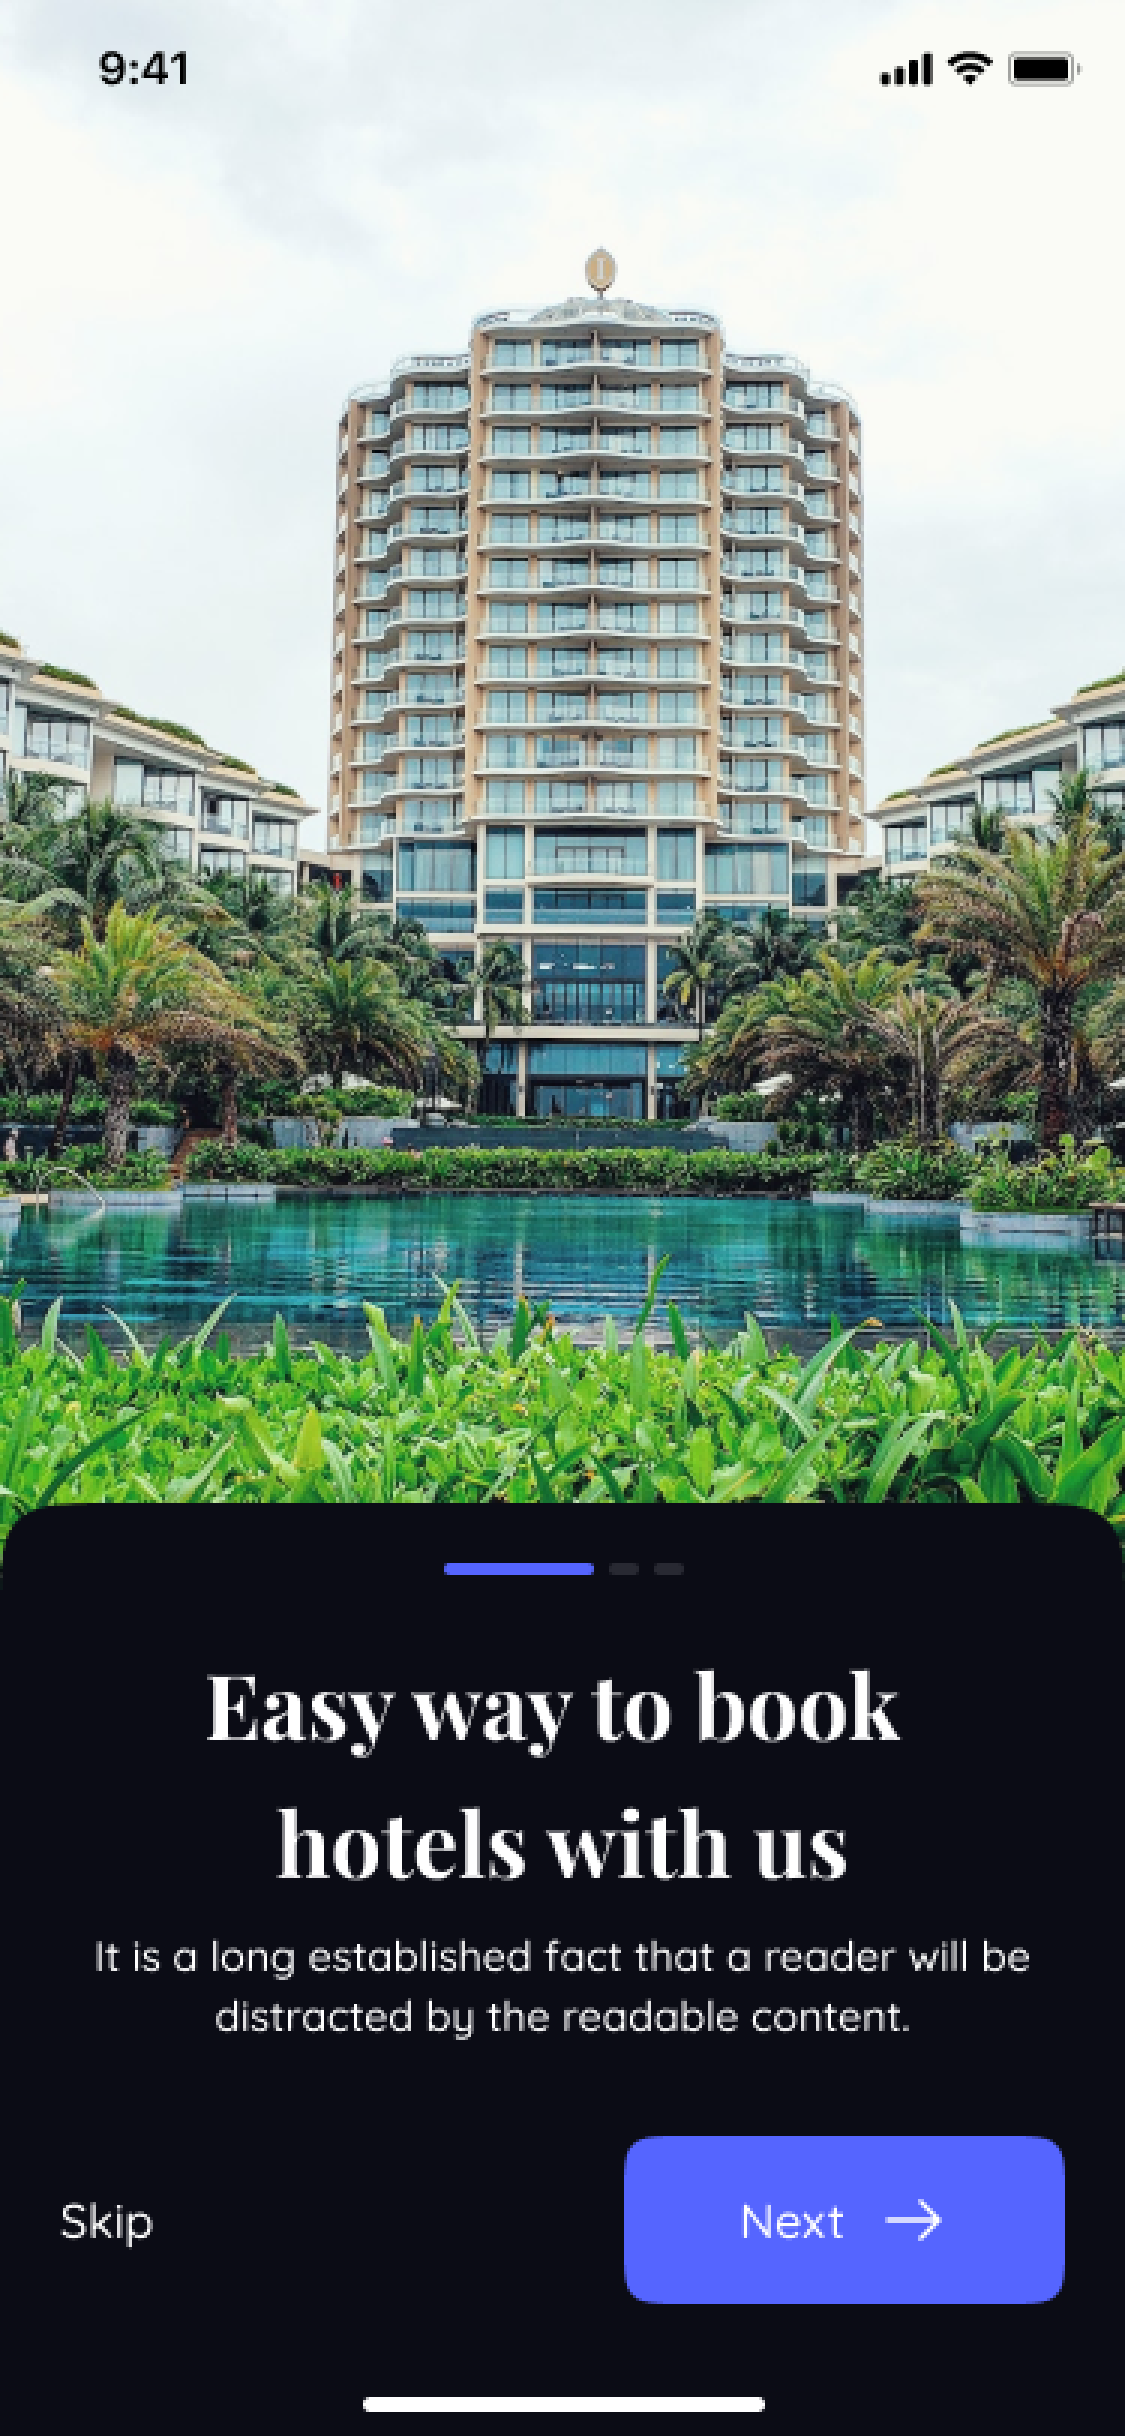 9:41
Easy way to book
hotels with us
It is a long established fact that a reader will be
distracted by the readable content.
Skip
Next